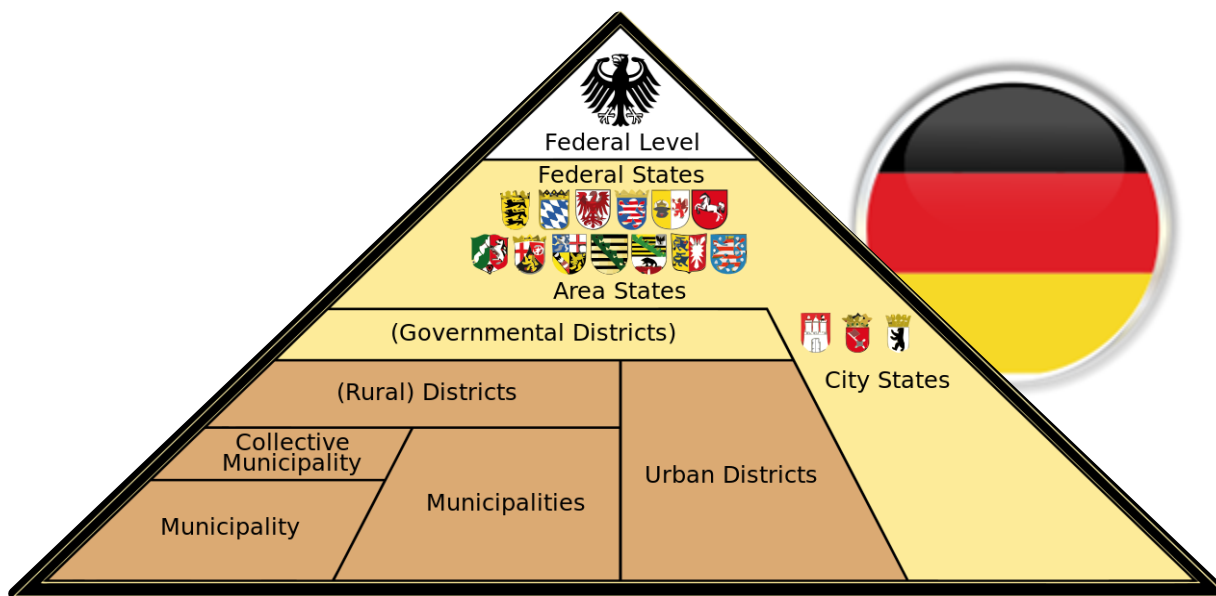 Federal Level
Federal States
Area States
(Governmental Districts)
City States
(Rural) Districts
Collective
Municipality
Urban Districts
Municipalities
Municipality